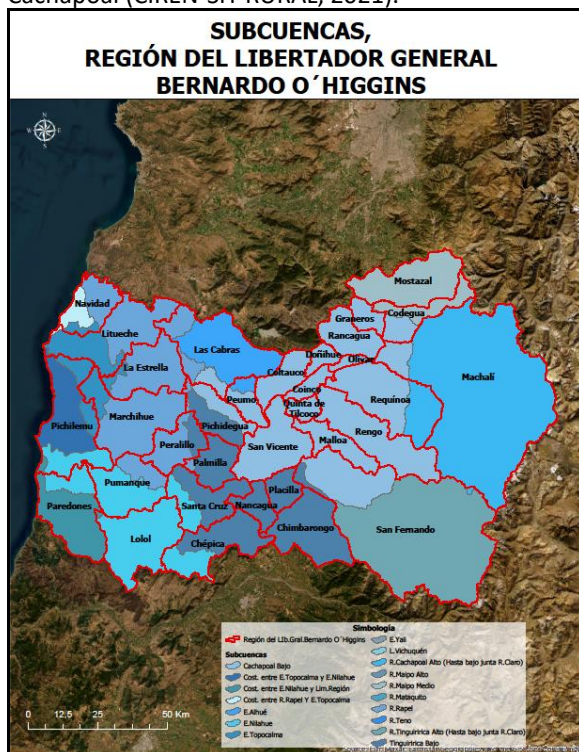 Cachapoal (CIREN-SIT RURAL, 2021).
SUBCUENCAS,
REGIÓN DEL LIBERTADOR GENERAL
BERNARDO O´HIGGINS
N
W E
S
Mostazal
Navidad
Codegua
Graneros
Rancagua
Litueche
Las Cabras
Doñihue
Olivar
La Estrella
Machalí
Coltauco
Coinco
Requínoa
Peumo
Quinta de
Tilcoco
Pichilemu
Marchihue
Pichidegua
Rengo
Malloa
Peralillo
San Vicente
Palmilla
Pumanque
Placilla
Paredones
Santa Cruz
Nancagua
San Fernando
Chimbarongo
Lolol
Chépica
Simbología
Región del Lib.Gral.Bernardo O´Higgins
Subcuencas
Cachapoal Bajo
Cost. entre E.Topocalma y E.Nilahue
Cost. entre E.Nilahue y Lim.Región
Cost. entre R.Rapel Y E.Topocalma
E.Alhué
E.Nilahue
E.Topocalma
E.Yali
L.Vichuquén
R.Cachapoal Alto (Hasta bajo junta R.Claro)
R.Maipo Alto
R.Maipo Medio
R.Mataquito
R.Rapel
R.Teno
R.Tinguiririca Alto (Hasta bajo junta R.Claro)
Tinguiririca Bajo
0 12,5 25 50 Km